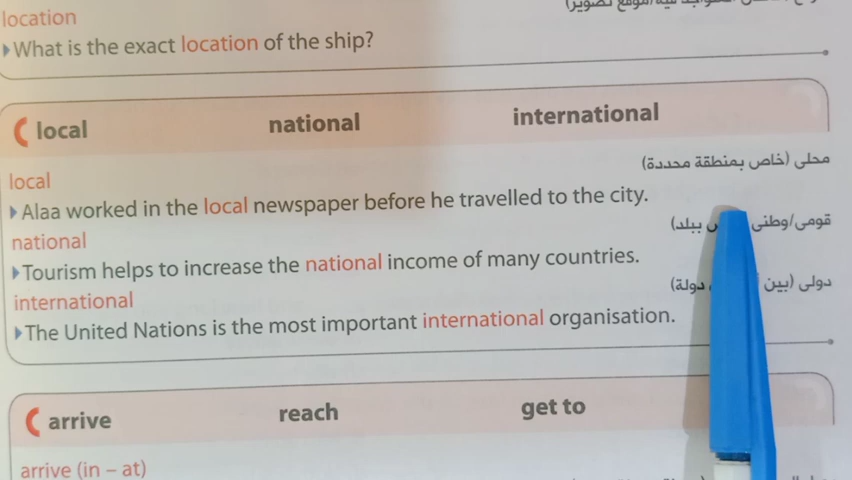 location
What is the exact location of the ship?
local national international
local محلى (خاص بمنطقة محددة)
Alaa worked in the local newspaper before he travelled to the city.
national قومى/وطنى ببلد)
Tourism helps to increase the national income of many countries.
international دولى (بين دولة)
The United Nations is the most important international organisation.
arrive reach get to
arrive (in – at)